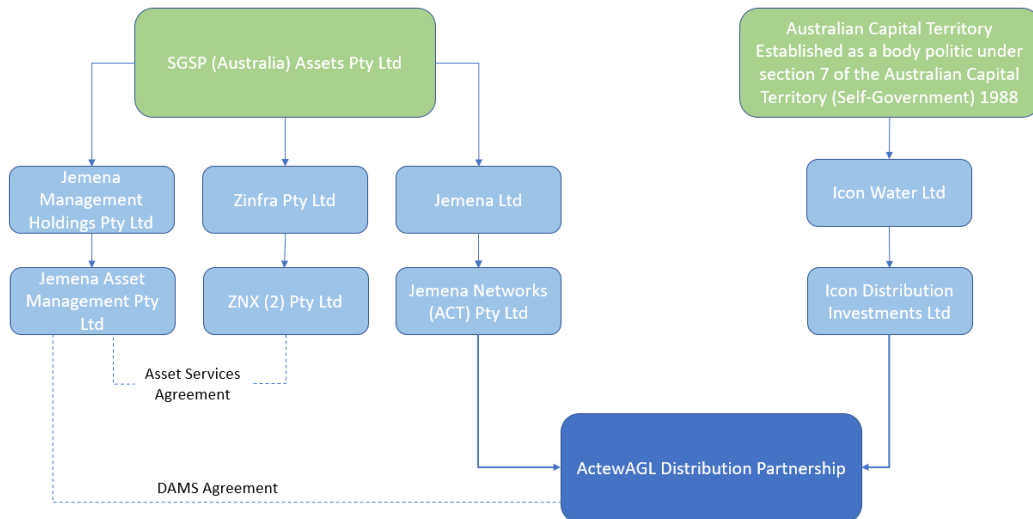 SGSP (Australia) Assets Pty Ltd
Australian Capital Territory
Established as a body politic under
section 7 of the Australian Capital
Territory (Self-Government) 1988
Jemena
Management
Holdings Pty Ltd
Zinfra Pty Ltd
Jemena Ltd
Icon Water Ltd
Jemena Asset
Management Pty
Ltd
ZNX (2) Pty Ltd
Jemena Networks
(ACT) Pty Ltd
Icon Distribution
Investments Ltd
Asset Services
Agreement
ActewAGL Distribution Partnership
DAMS Agreement